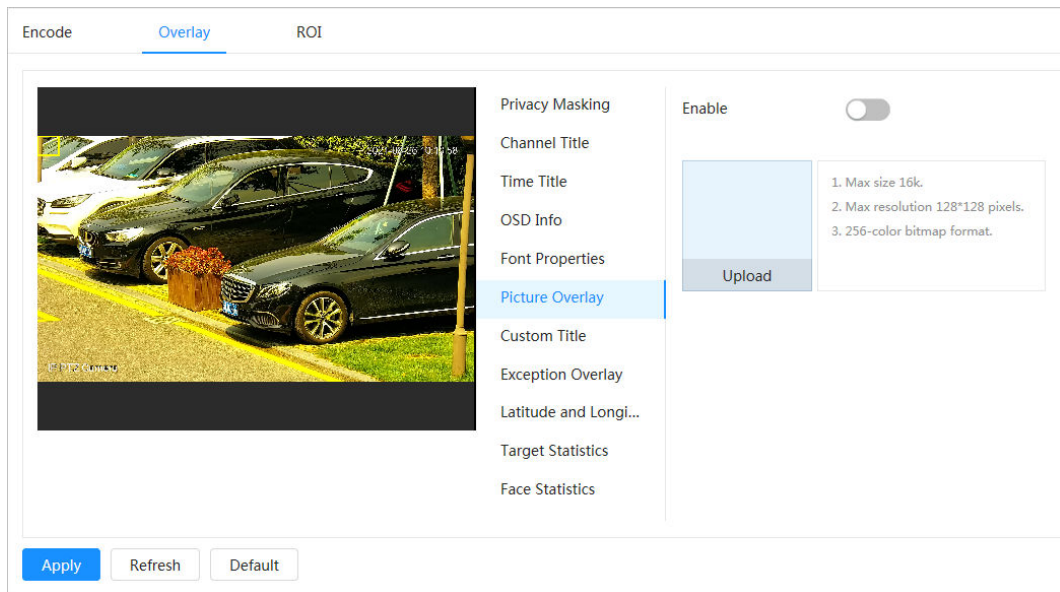 Encode
Overlay
ROI
Privacy Masking
Channel Title
Time Title
OSD Info
Font Properties
Picture Overlay
Custom Title
Exception Overlay
Latitude and Longi...
Target Statistics
Face Statistics
Enable
Upload
1. Max size 16k.
2. Max resolution 128*128 pixels.
3. 256-color bitmap format.
Apply
Refresh
Default